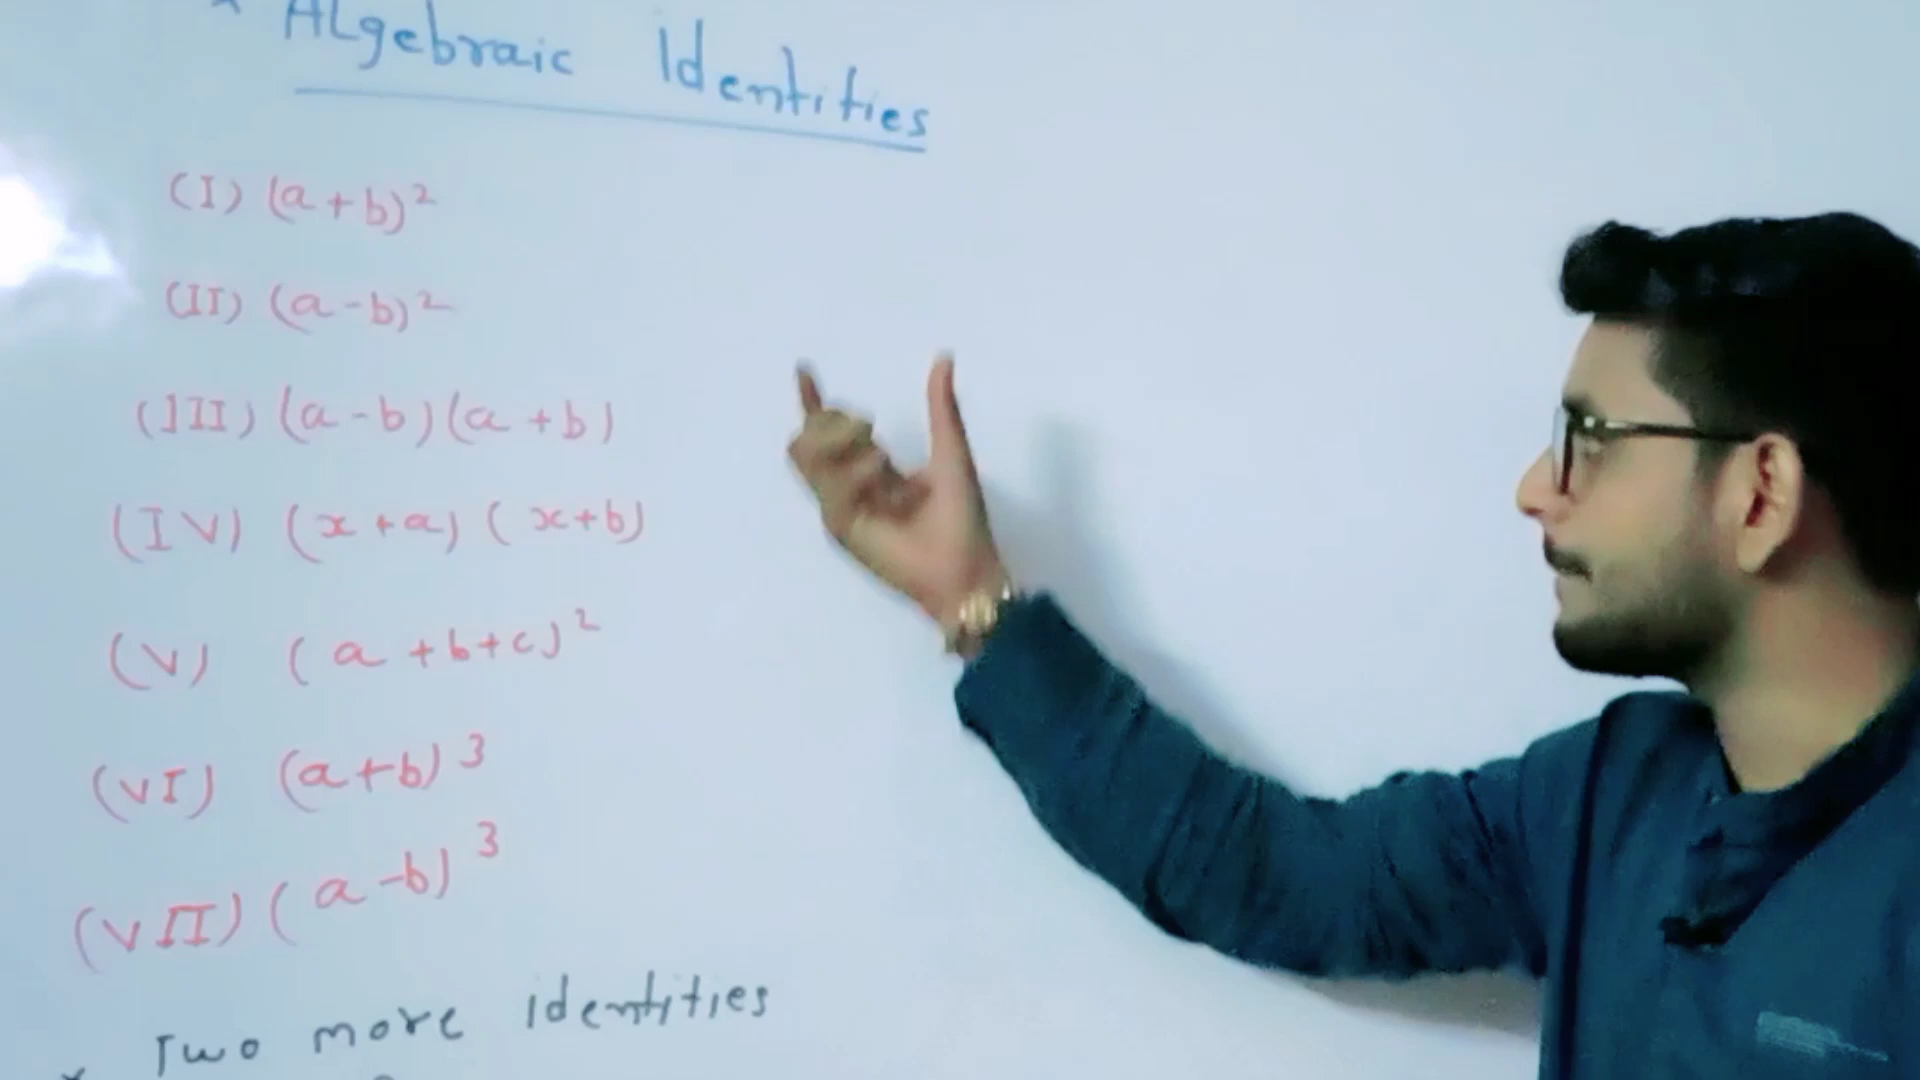 * Algebraic Identities
(I) (a+b)²
(II) (a-b)²
(III) (a-b)(a+b)
(IV) (x+a) (x+b)
(V) (a+b+c)²
(VI) (a+b)³
(VII) (a-b)³
* Two more identities